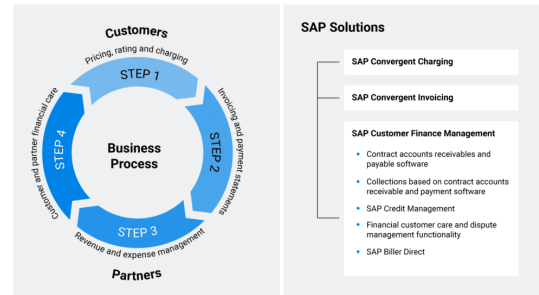 Customers
Pricing, rating and charging
STEP 1
Invoicing and payment statements
STEP 2
Customer and partner financial care
STEP 4
Business
Process
STEP 3
Revenue and expense management
Partners
SAP Solutions
SAP Convergent Charging
SAP Convergent Invoicing
SAP Customer Finance Management
Contract accounts receivables and
payable software
Collections based on contract accounts
receivable and payment software
SAP Credit Management
Financial customer care and dispute
management functionality
SAP Biller Direct